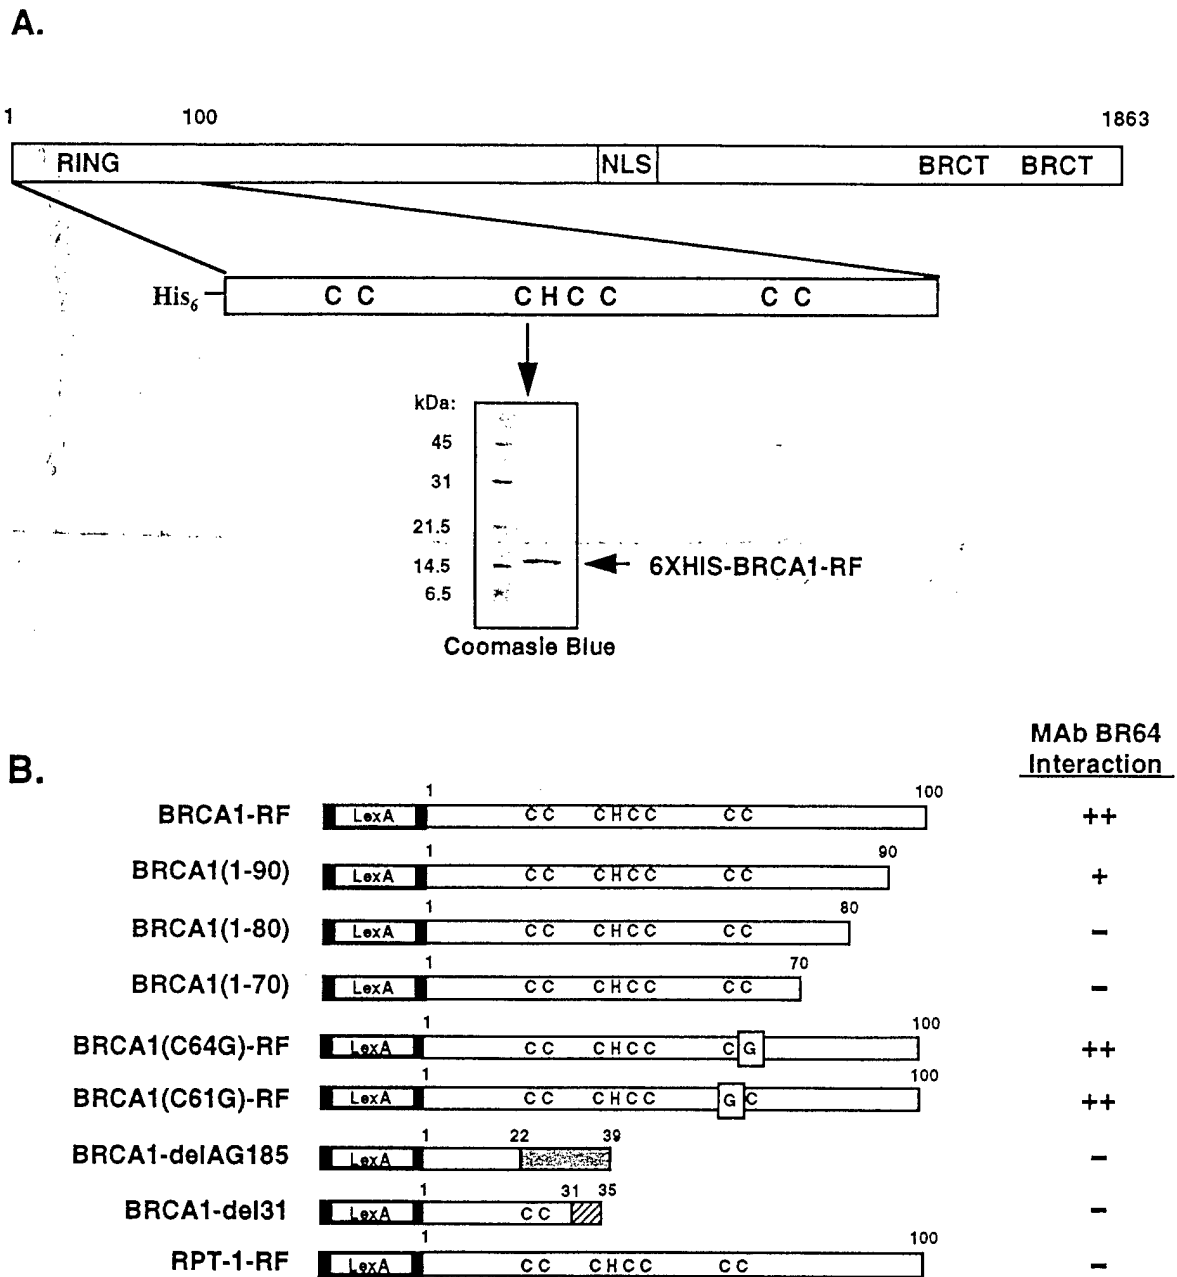 A.
1 100 1863
RING NLS BRCT BRCT
His6 C C C H C C C C
kDa:
45
31
21.5
14.5
6.5
6XHIS-BRCA1-RF
Coomasie Blue
B.
MAb BR64
Interaction
1 100
BRCA1-RF LexA C C C H C C C C ++
1 90
BRCA1(1-90) LexA C C C H C C C C +
1 80
BRCA1(1-80) LexA C C C H C C C C –
1 70
BRCA1(1-70) LexA C C C H C C C C –
1 100
BRCA1(C64G)-RF LexA C C C H C C C G ++
1 100
BRCA1(C61G)-RF LexA C C C H C C G C ++
1 22 39
BRCA1-delAG185 LexA –
1 31 35
BRCA1-del31 LexA C C –
1 100
RPT-1-RF LexA C C C H C C C C –